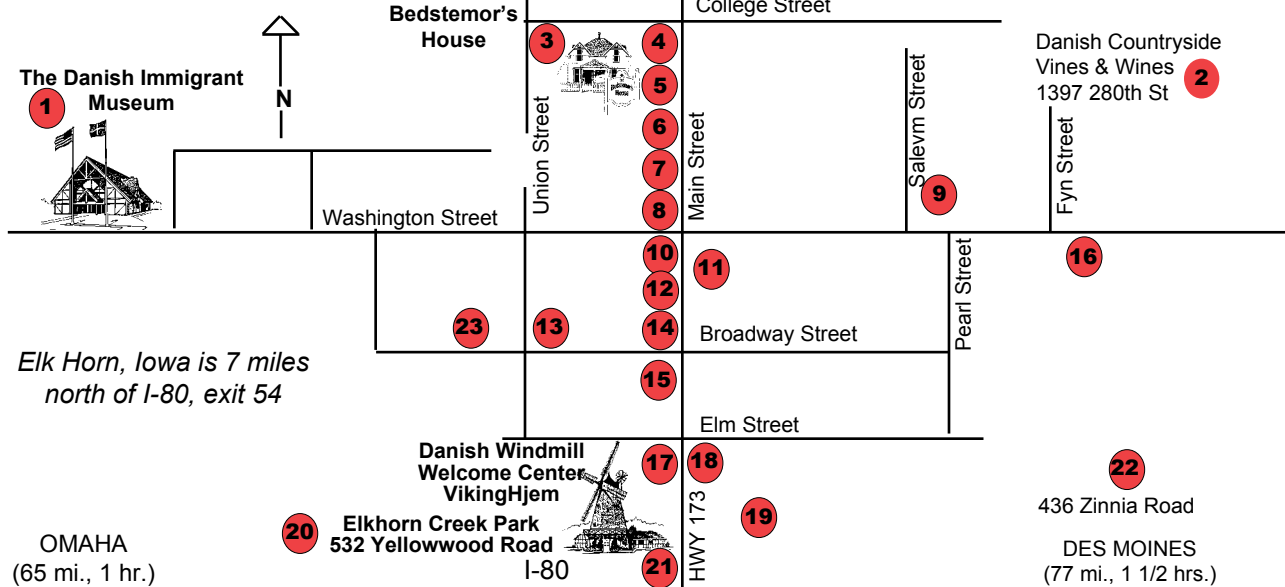 College Street
Bedstemor's
House
3
4
Danish Countryside
Vines & Wines
1397 280th St
2
The Danish Immigrant
Museum
1
N
5
6
7
8
Union Street
Main Street
Salevm Street
9
Fyn Street
Washington Street
10
11
12
16
Pearl Street
23
13
14
Broadway Street
Elk Horn, Iowa is 7 miles
north of I-80, exit 54
15
Elm Street
Danish Windmill
Welcome Center
VikingHjem
17
18
22
436 Zinnia Road
20
Elkhorn Creek Park
532 Yellowwood Road
19
HWY 173
I-80
21
OMAHA
(65 mi., 1 hr.)
DES MOINES
(77 mi., 1 1/2 hrs.)